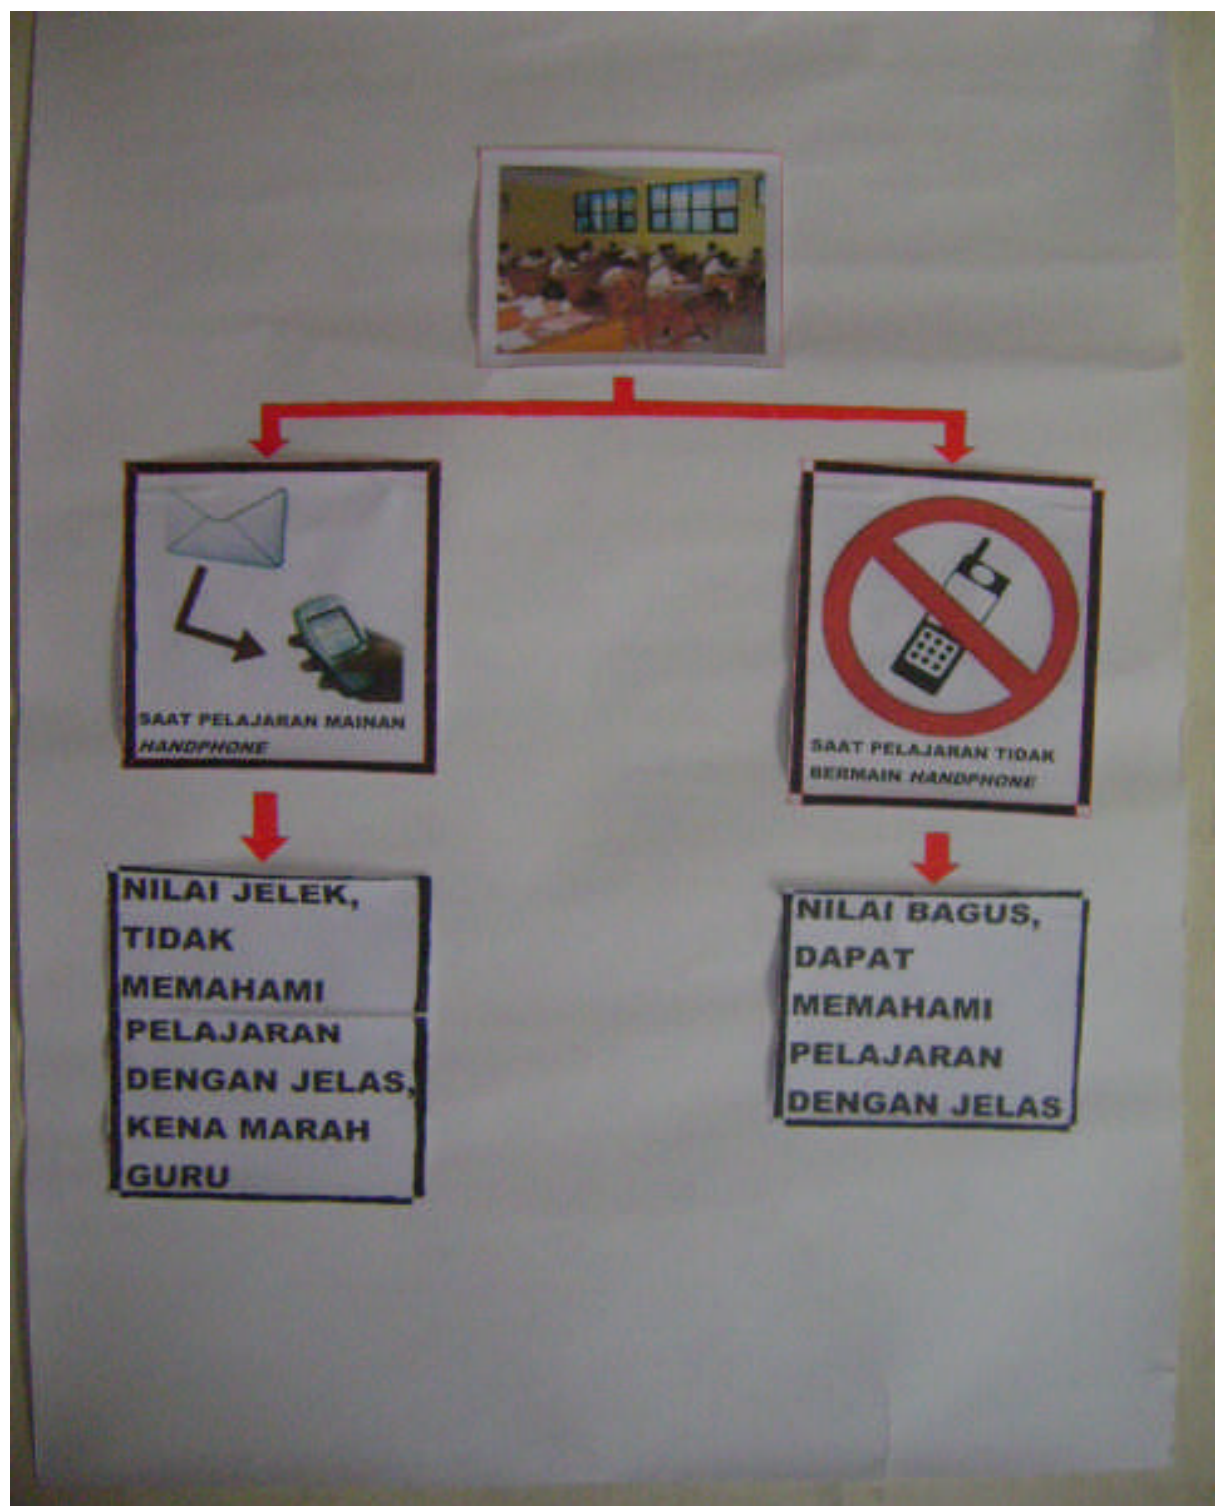 SAAT PELAJARAN MAINAN
HANDPHONE
SAAT PELAJARAN TIDAK
BERMAIN HANDPHONE
NILAI JELEK,
TIDAK
MEMAHAMI
PELAJARAN
DENGAN JELAS,
KENA MARAH
GURU
NILAI BAGUS,
DAPAT
MEMAHAMI
PELAJARAN
DENGAN JELAS